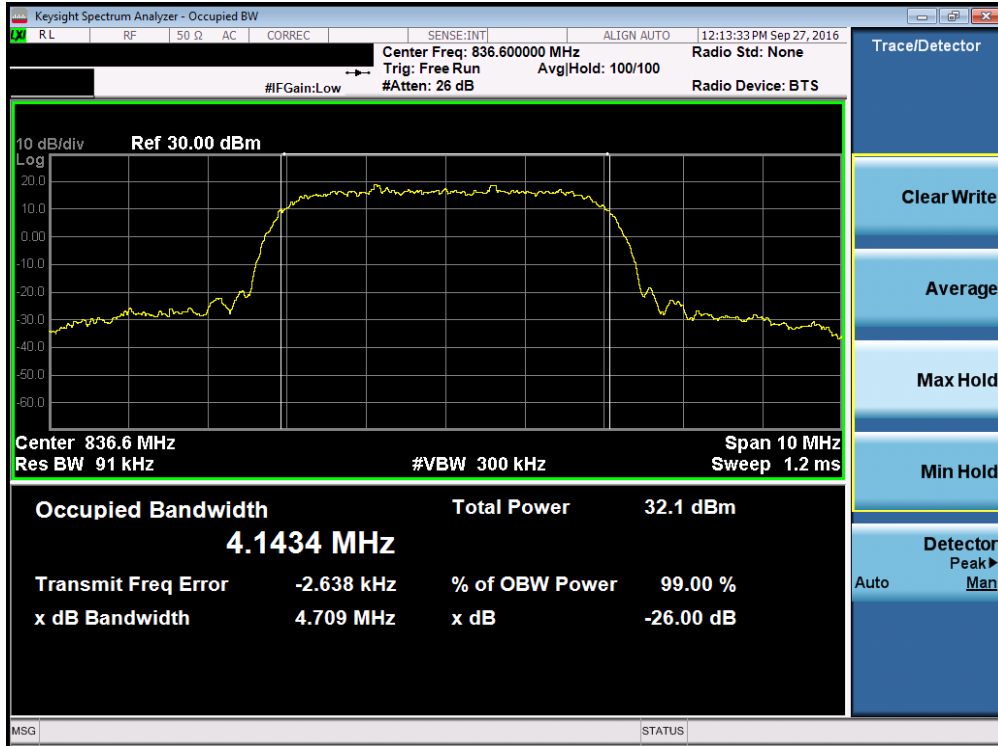 Keysight Spectrum Analyzer - Occupied BW
LXI RL RF 50 Ω AC CORREC SENSE:INT ALIGN AUTO 12:13:33 PM Sep 27, 2016
Center Freq: 836.600000 MHz Radio Std: None
Trig: Free Run Avg|Hold: 100/100
#IFGain:Low #Atten: 26 dB Radio Device: BTS
Trace/Detector
10 dB/div Ref 30.00 dBm
Log
20.0
10.0
0.00
-10.0
-20.0
-30.0
-40.0
-50.0
-60.0
Center 836.6 MHz Span 10 MHz
Res BW 91 kHz #VBW 300 kHz Sweep 1.2 ms
Occupied Bandwidth Total Power 32.1 dBm
4.1434 MHz
Transmit Freq Error -2.638 kHz % of OBW Power 99.00 %
x dB Bandwidth 4.709 MHz x dB -26.00 dB
Clear Write
Average
Max Hold
Min Hold
Detector
Peak▶
Auto Man
MSG STATUS